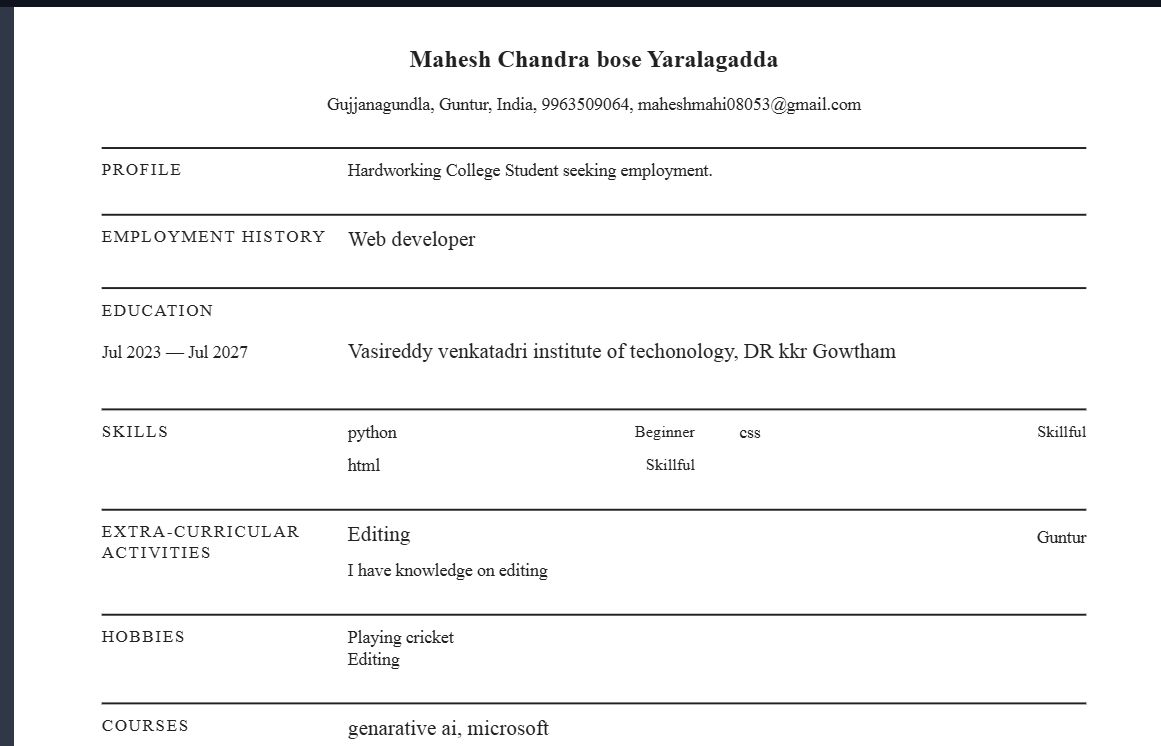 Mahesh Chandra bose Yaralagadda
Gujjanagundla, Guntur, India, 9963509064, maheshmahi08053@gmail.com
PROFILE Hardworking College Student seeking employment.
EMPLOYMENT HISTORY Web developer
EDUCATION
Jul 2023 — Jul 2027 Vasireddy venkatadri institute of techonology, DR kkr Gowtham
SKILLS python Beginner css Skillful
html Skillful
EXTRA-CURRICULAR Editing Guntur
ACTIVITIES
I have knowledge on editing
HOBBIES Playing cricket
Editing
COURSES genarative ai, microsoft